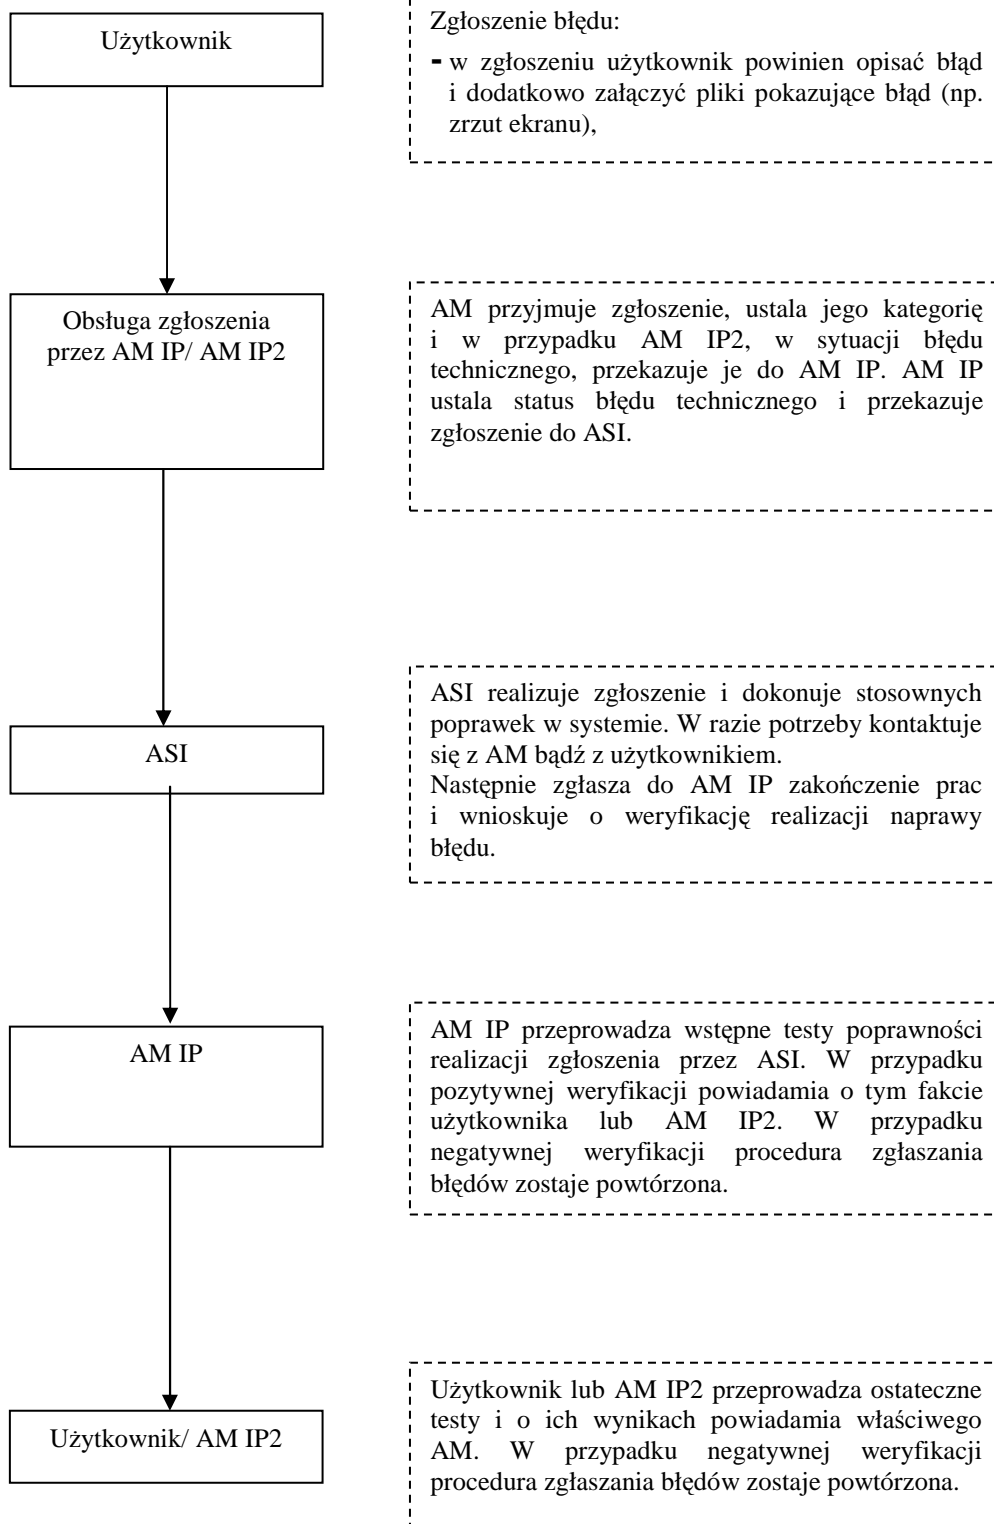 Użytkownik
Zgłoszenie błędu:
- w zgłoszeniu użytkownik powinien opisać błąd
i dodatkowo załączyć pliki pokazujące błąd (np.
zrzut ekranu),
Obsługa zgłoszenia
przez AM IP/ AM IP2
AM przyjmuje zgłoszenie, ustala jego kategorię
i w przypadku AM IP2, w sytuacji błędu
technicznego, przekazuje je do AM IP. AM IP
ustala status błędu technicznego i przekazuje
zgłoszenie do ASI.
ASI
ASI realizuje zgłoszenie i dokonuje stosownych
poprawek w systemie. W razie potrzeby kontaktuje
się z AM bądź z użytkownikiem.
Następnie zgłasza do AM IP zakończenie prac
i wnioskuje o weryfikację realizacji naprawy
błędu.
AM IP
AM IP przeprowadza wstępne testy poprawności
realizacji zgłoszenia przez ASI. W przypadku
pozytywnej weryfikacji powiadamia o tym fakcie
użytkownika lub AM IP2. W przypadku
negatywnej weryfikacji procedura zgłaszania
błędów zostaje powtórzona.
Użytkownik/ AM IP2
Użytkownik lub AM IP2 przeprowadza ostateczne
testy i o ich wynikach powiadamia właściwego
AM. W przypadku negatywnej weryfikacji
procedura zgłaszania błędów zostaje powtórzona.